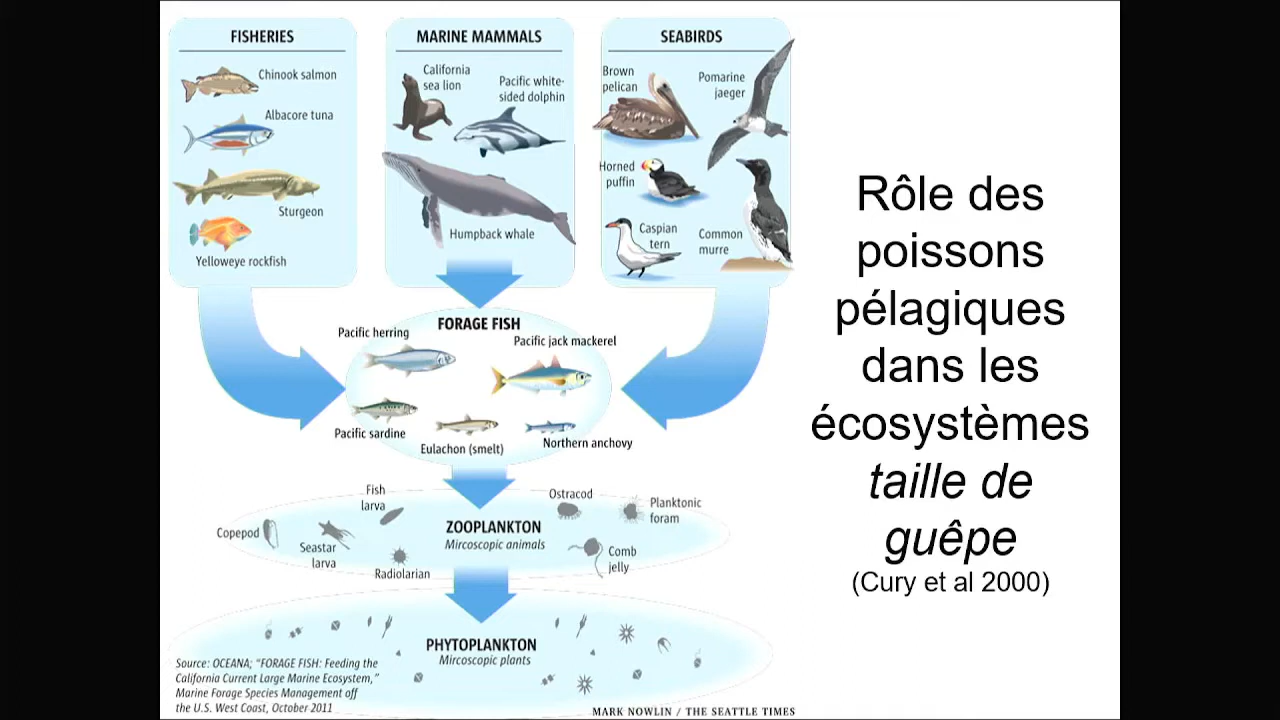 FISHERIES
Chinook salmon
Albacore tuna
Sturgeon
Yelloweye rockfish
MARINE MAMMALS
California
sea lion
Pacific white-
sided dolphin
Humpback whale
SEABIRDS
Brown
pelican
Pomarine
jaeger
Horned
puffin
Caspian
tern
Common
murre
FORAGE FISH
Pacific herring
Pacific jack mackerel
Pacific sardine
Eulachon (smelt)
Northern anchovy
Fish
larva
Ostracod
Planktonic
foram
Copepod
Seastar
larva
Radiolarian
ZOOPLANKTON
Mircoscopic animals
Comb
jelly
PHYTOPLANKTON
Mircoscopic plants
Source: OCEANA; "FORAGE FISH: Feeding the
California Current Large Marine Ecosystem,"
Marine Forage Species Management off
the U.S. West Coast, October 2011
MARK NOWLIN / THE SEATTLE TIMES
Rôle des
poissons
pélagiques
dans les
écosystèmes
taille de
guêpe
(Cury et al 2000)